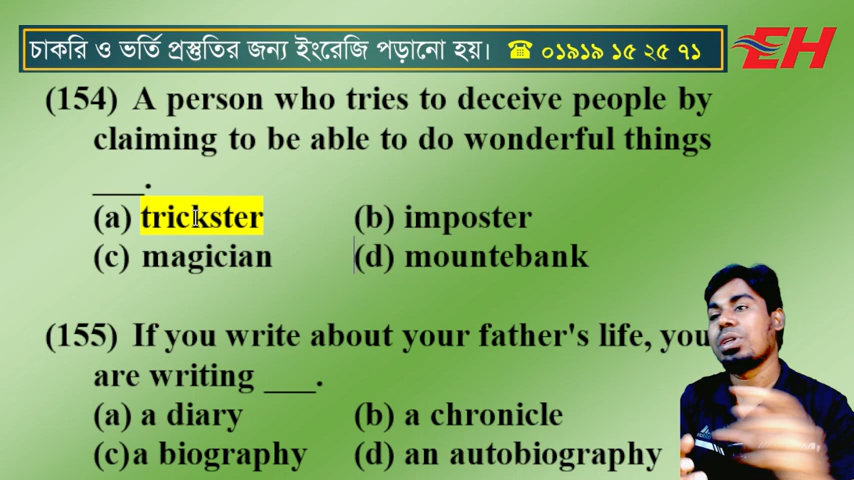 চাকরি ও ভর্তি প্রস্তুতির জন্য ইংরেজি পড়ানো হয়। ☎ ০১৯১৯ ১৫ ২৫ ৭১
EH
(154) A person who tries to deceive people by
claiming to be able to do wonderful things
___.
(a) trickster (b) imposter
(c) magician (d) mountebank
(155) If you write about your father's life, you
are writing ___.
(a) a diary (b) a chronicle
(c)a biography (d) an autobiography